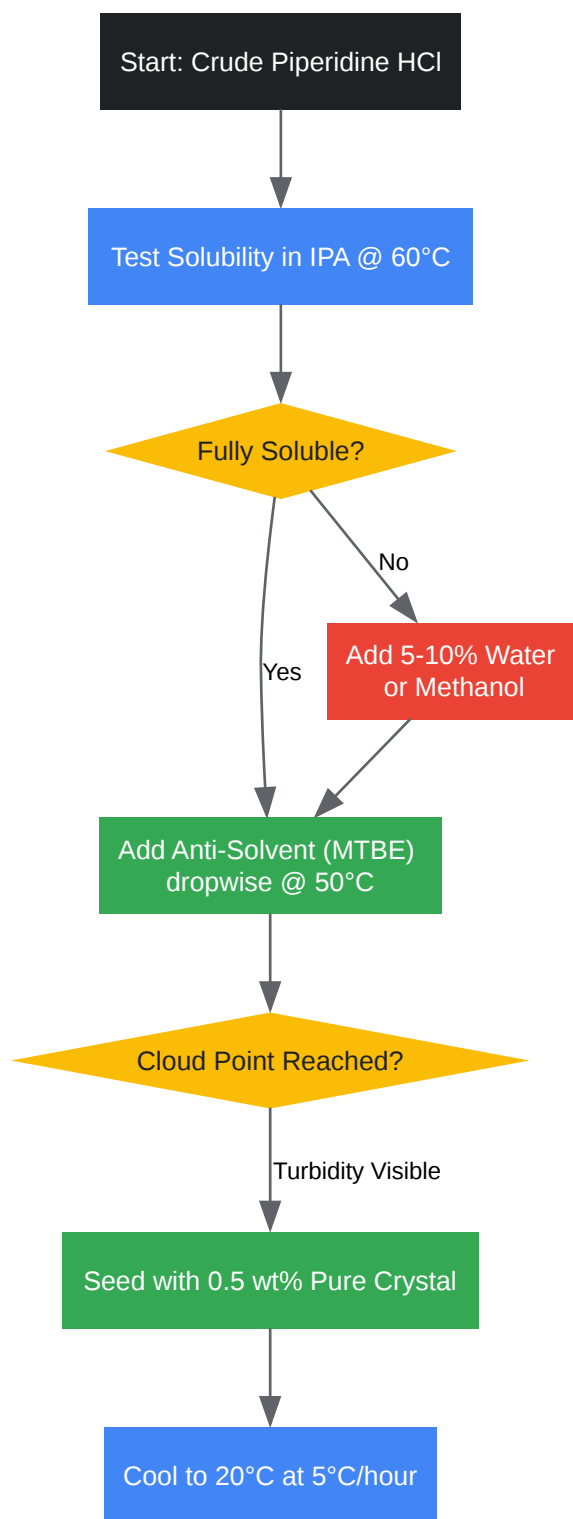 Start: Crude Piperidine HCl
Test Solubility in IPA @ 60°C
Fully Soluble?
No
Add 5-10% Water
or Methanol
Yes
Add Anti-Solvent (MTBE)
dropwise @ 50°C
Cloud Point Reached?
Turbidity Visible
Seed with 0.5 wt% Pure Crystal
Cool to 20°C at 5°C/hour